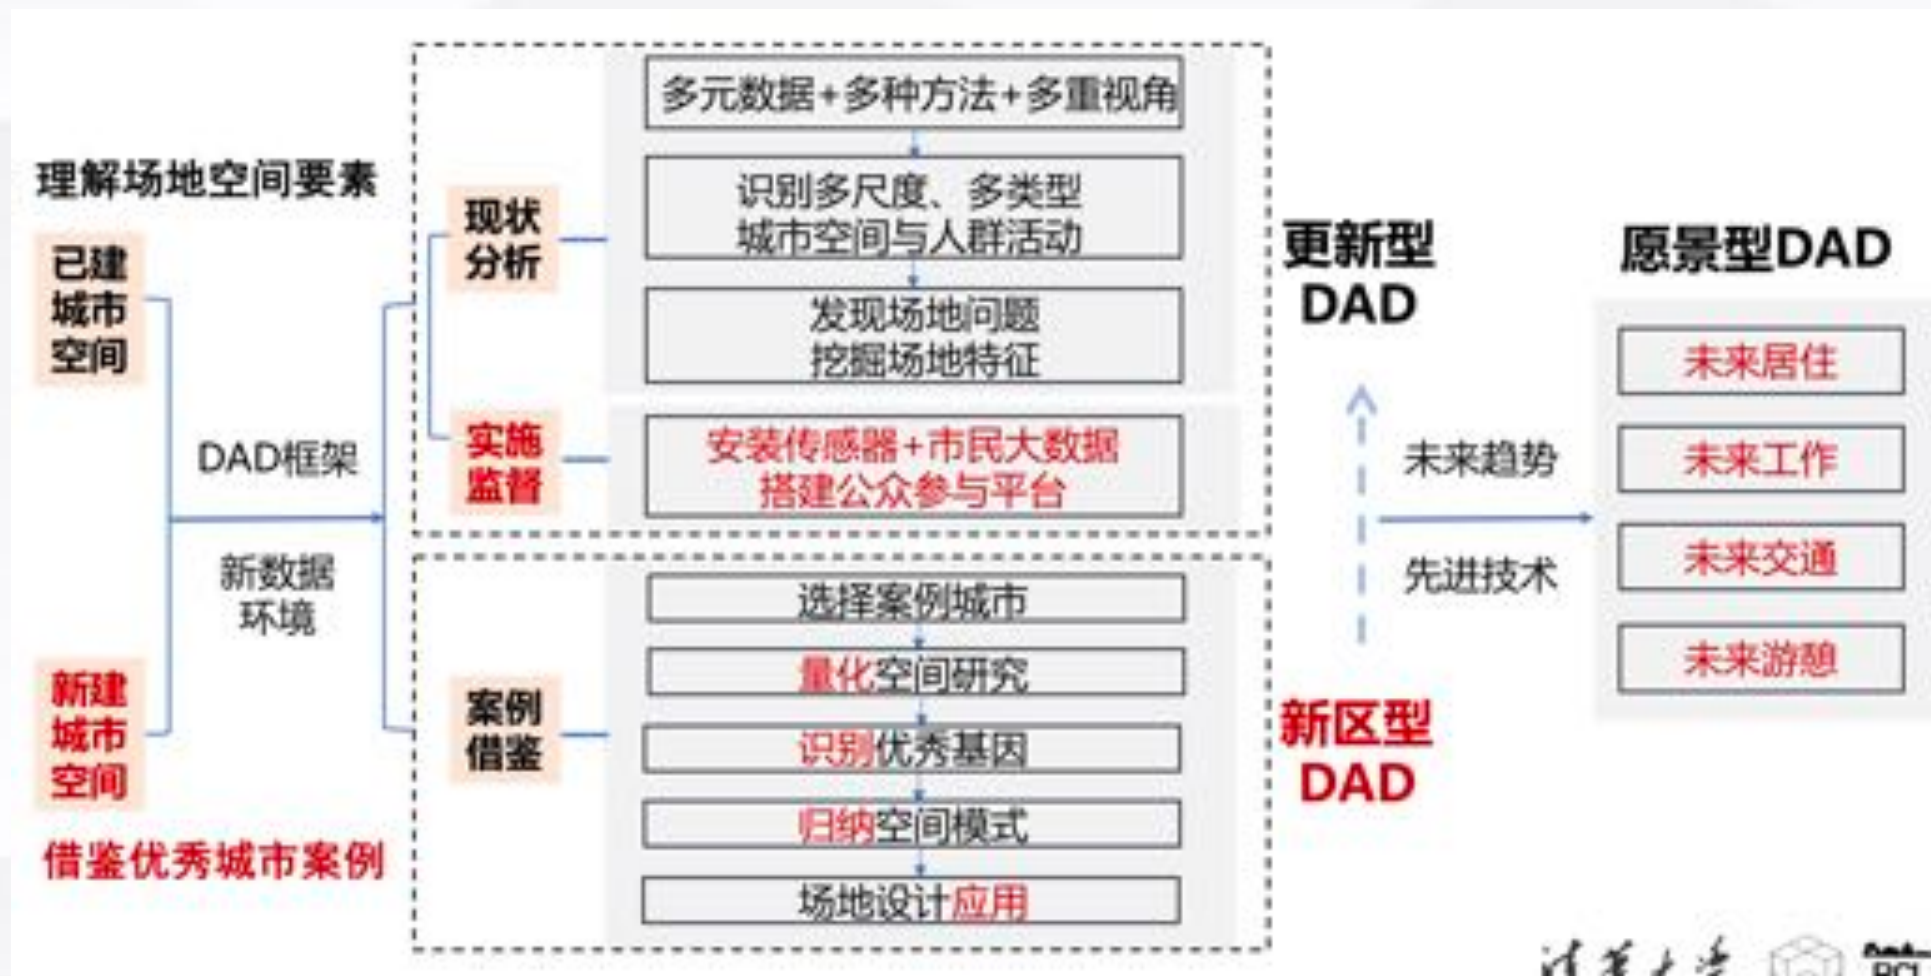 理解场地空间要素
已建
城市
空间
DAD框架
新数据
环境
新建
城市
空间
借鉴优秀城市案例
现状
分析
多元数据+多种方法+多重视角
识别多尺度、多类型
城市空间与人群活动
发现场地问题
挖掘场地特征
实施
监督
安装传感器+市民大数据
搭建公众参与平台
案例
借鉴
选择案例城市
量化空间研究
识别优秀基因
归纳空间模式
场地设计应用
更新型
DAD
新区型
DAD
未来趋势
先进技术
愿景型DAD
未来居住
未来工作
未来交通
未来游憩
清华大学